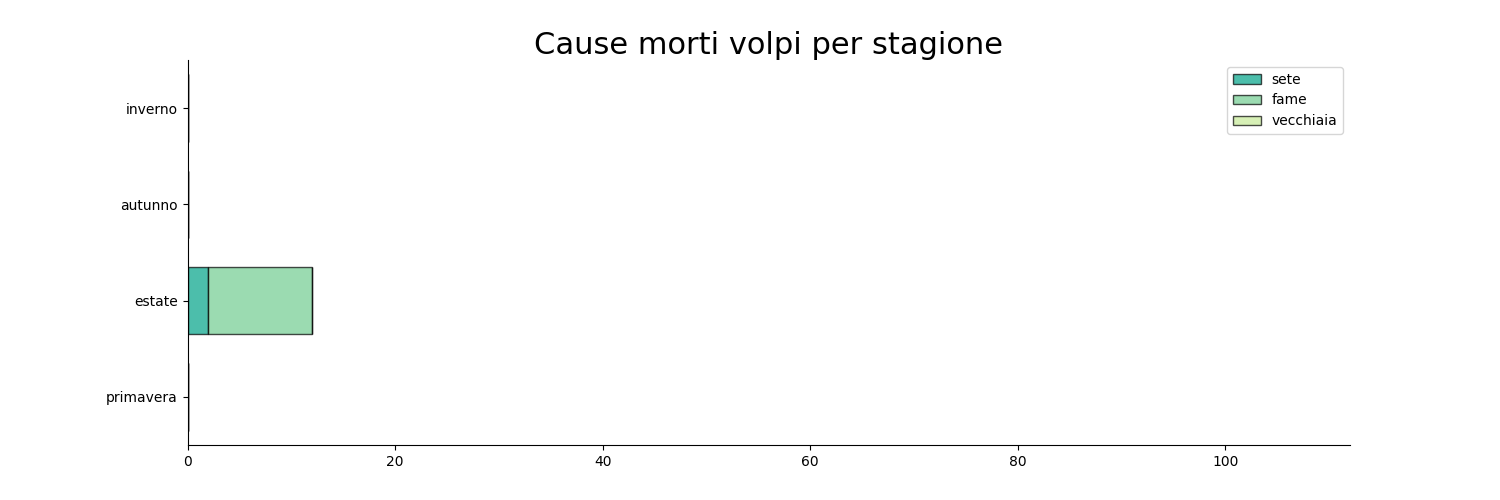 Cause morti volpi per stagione
sete
fame
vecchiaia
inverno
autunno
estate
primavera
0 20 40 60 80 100